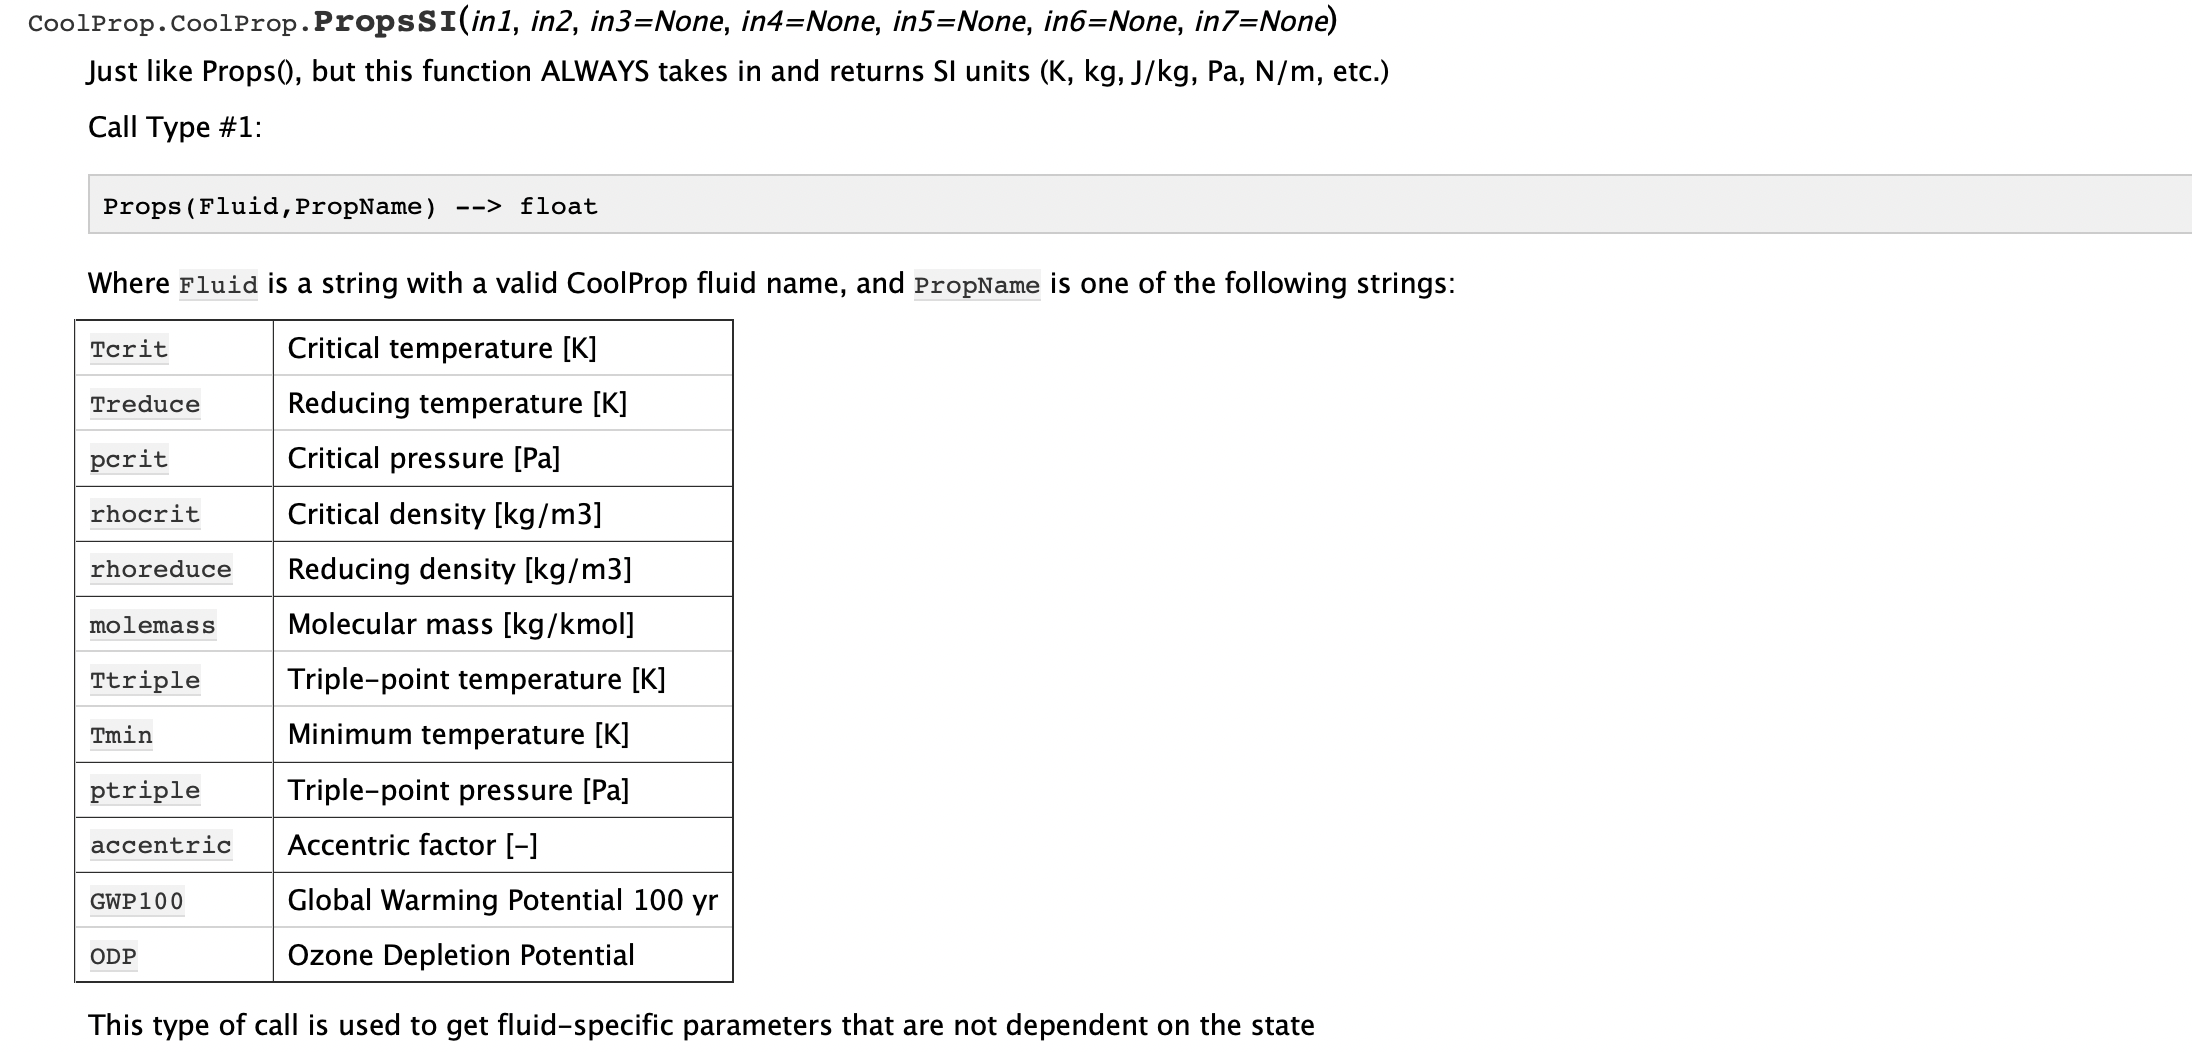 CoolProp.CoolProp.PropsSI(in1, in2, in3=None, in4=None, in5=None, in6=None, in7=None)
Just like Props(), but this function ALWAYS takes in and returns SI units (K, kg, J/kg, Pa, N/m, etc.)
Call Type #1:
Props(Fluid,PropName) --> float
Where Fluid is a string with a valid CoolProp fluid name, and PropName is one of the following strings:
Tcrit Critical temperature [K]
Treduce Reducing temperature [K]
pcrit Critical pressure [Pa]
rhocrit Critical density [kg/m3]
rhoreduce Reducing density [kg/m3]
molemass Molecular mass [kg/kmol]
Ttriple Triple-point temperature [K]
Tmin Minimum temperature [K]
ptriple Triple-point pressure [Pa]
accentric Accentric factor [-]
GWP100 Global Warming Potential 100 yr
ODP Ozone Depletion Potential
This type of call is used to get fluid-specific parameters that are not dependent on the state